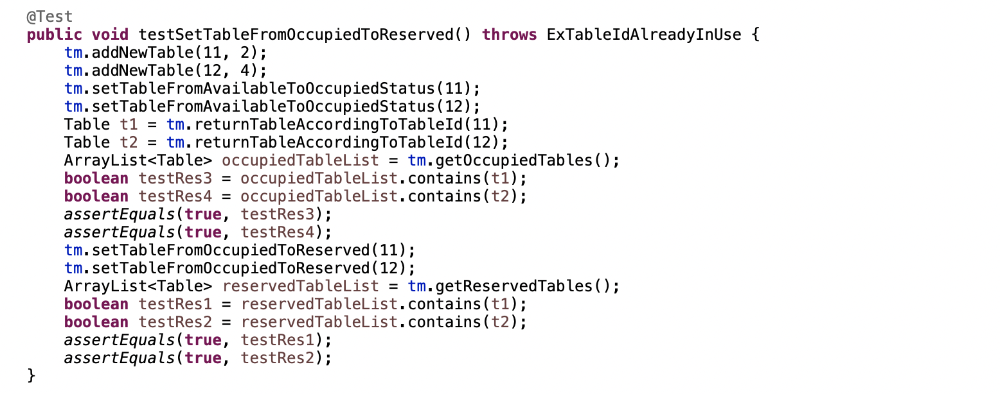 @Test
public void testSetTableFromOccupiedToReserved() throws ExTableIdAlreadyInUse {
    tm.addNewTable(11, 2);
    tm.addNewTable(12, 4);
    tm.setTableFromAvailableToOccupiedStatus(11);
    tm.setTableFromAvailableToOccupiedStatus(12);
    Table t1 = tm.returnTableAccordingToTableId(11);
    Table t2 = tm.returnTableAccordingToTableId(12);
    ArrayList<Table> occupiedTableList = tm.getOccupiedTables();
    boolean testRes3 = occupiedTableList.contains(t1);
    boolean testRes4 = occupiedTableList.contains(t2);
    assertEquals(true, testRes3);
    assertEquals(true, testRes4);
    tm.setTableFromOccupiedToReserved(11);
    tm.setTableFromOccupiedToReserved(12);
    ArrayList<Table> reservedTableList = tm.getReservedTables();
    boolean testRes1 = reservedTableList.contains(t1);
    boolean testRes2 = reservedTableList.contains(t2);
    assertEquals(true, testRes1);
    assertEquals(true, testRes2);
}